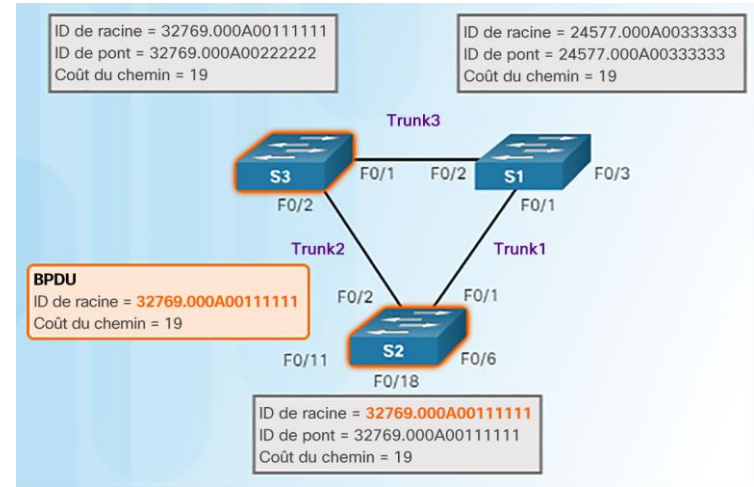 ID de racine = 32769.000A00111111
ID de pont = 32769.000A00222222
Coût du chemin = 19
ID de racine = 24577.000A00333333
ID de pont = 24577.000A00333333
Coût du chemin = 19
Trunk3
S3
F0/1
F0/2
S1
F0/3
F0/2
F0/1
Trunk2
Trunk1
BPDU
ID de racine = 32769.000A00111111
Coût du chemin = 19
F0/2
F0/1
S2
F0/11
F0/6
F0/18
ID de racine = 32769.000A00111111
ID de pont = 32769.000A00111111
Coût du chemin = 19